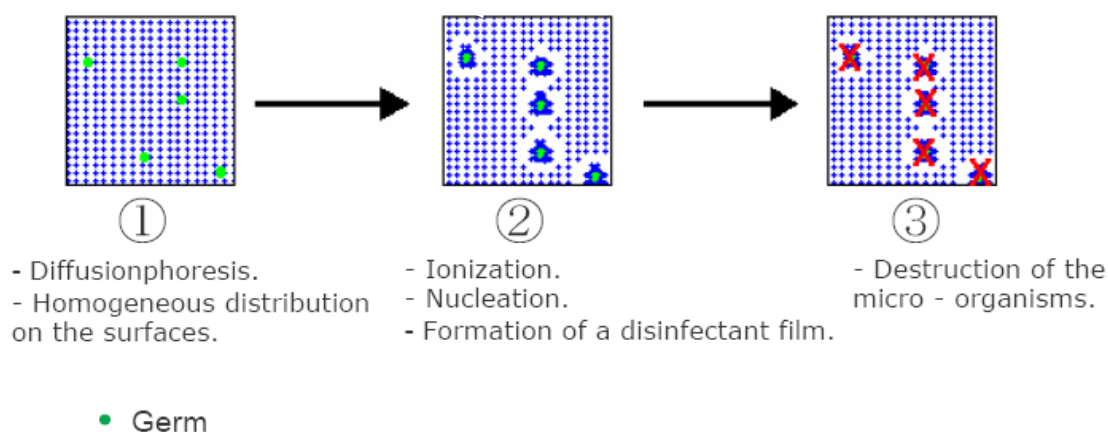 ①
②
③
- Diffusionphoresis.
- Homogeneous distribution
on the surfaces.
- Ionization.
- Nucleation.
- Formation of a disinfectant film.
- Destruction of the
micro - organisms.
Germ